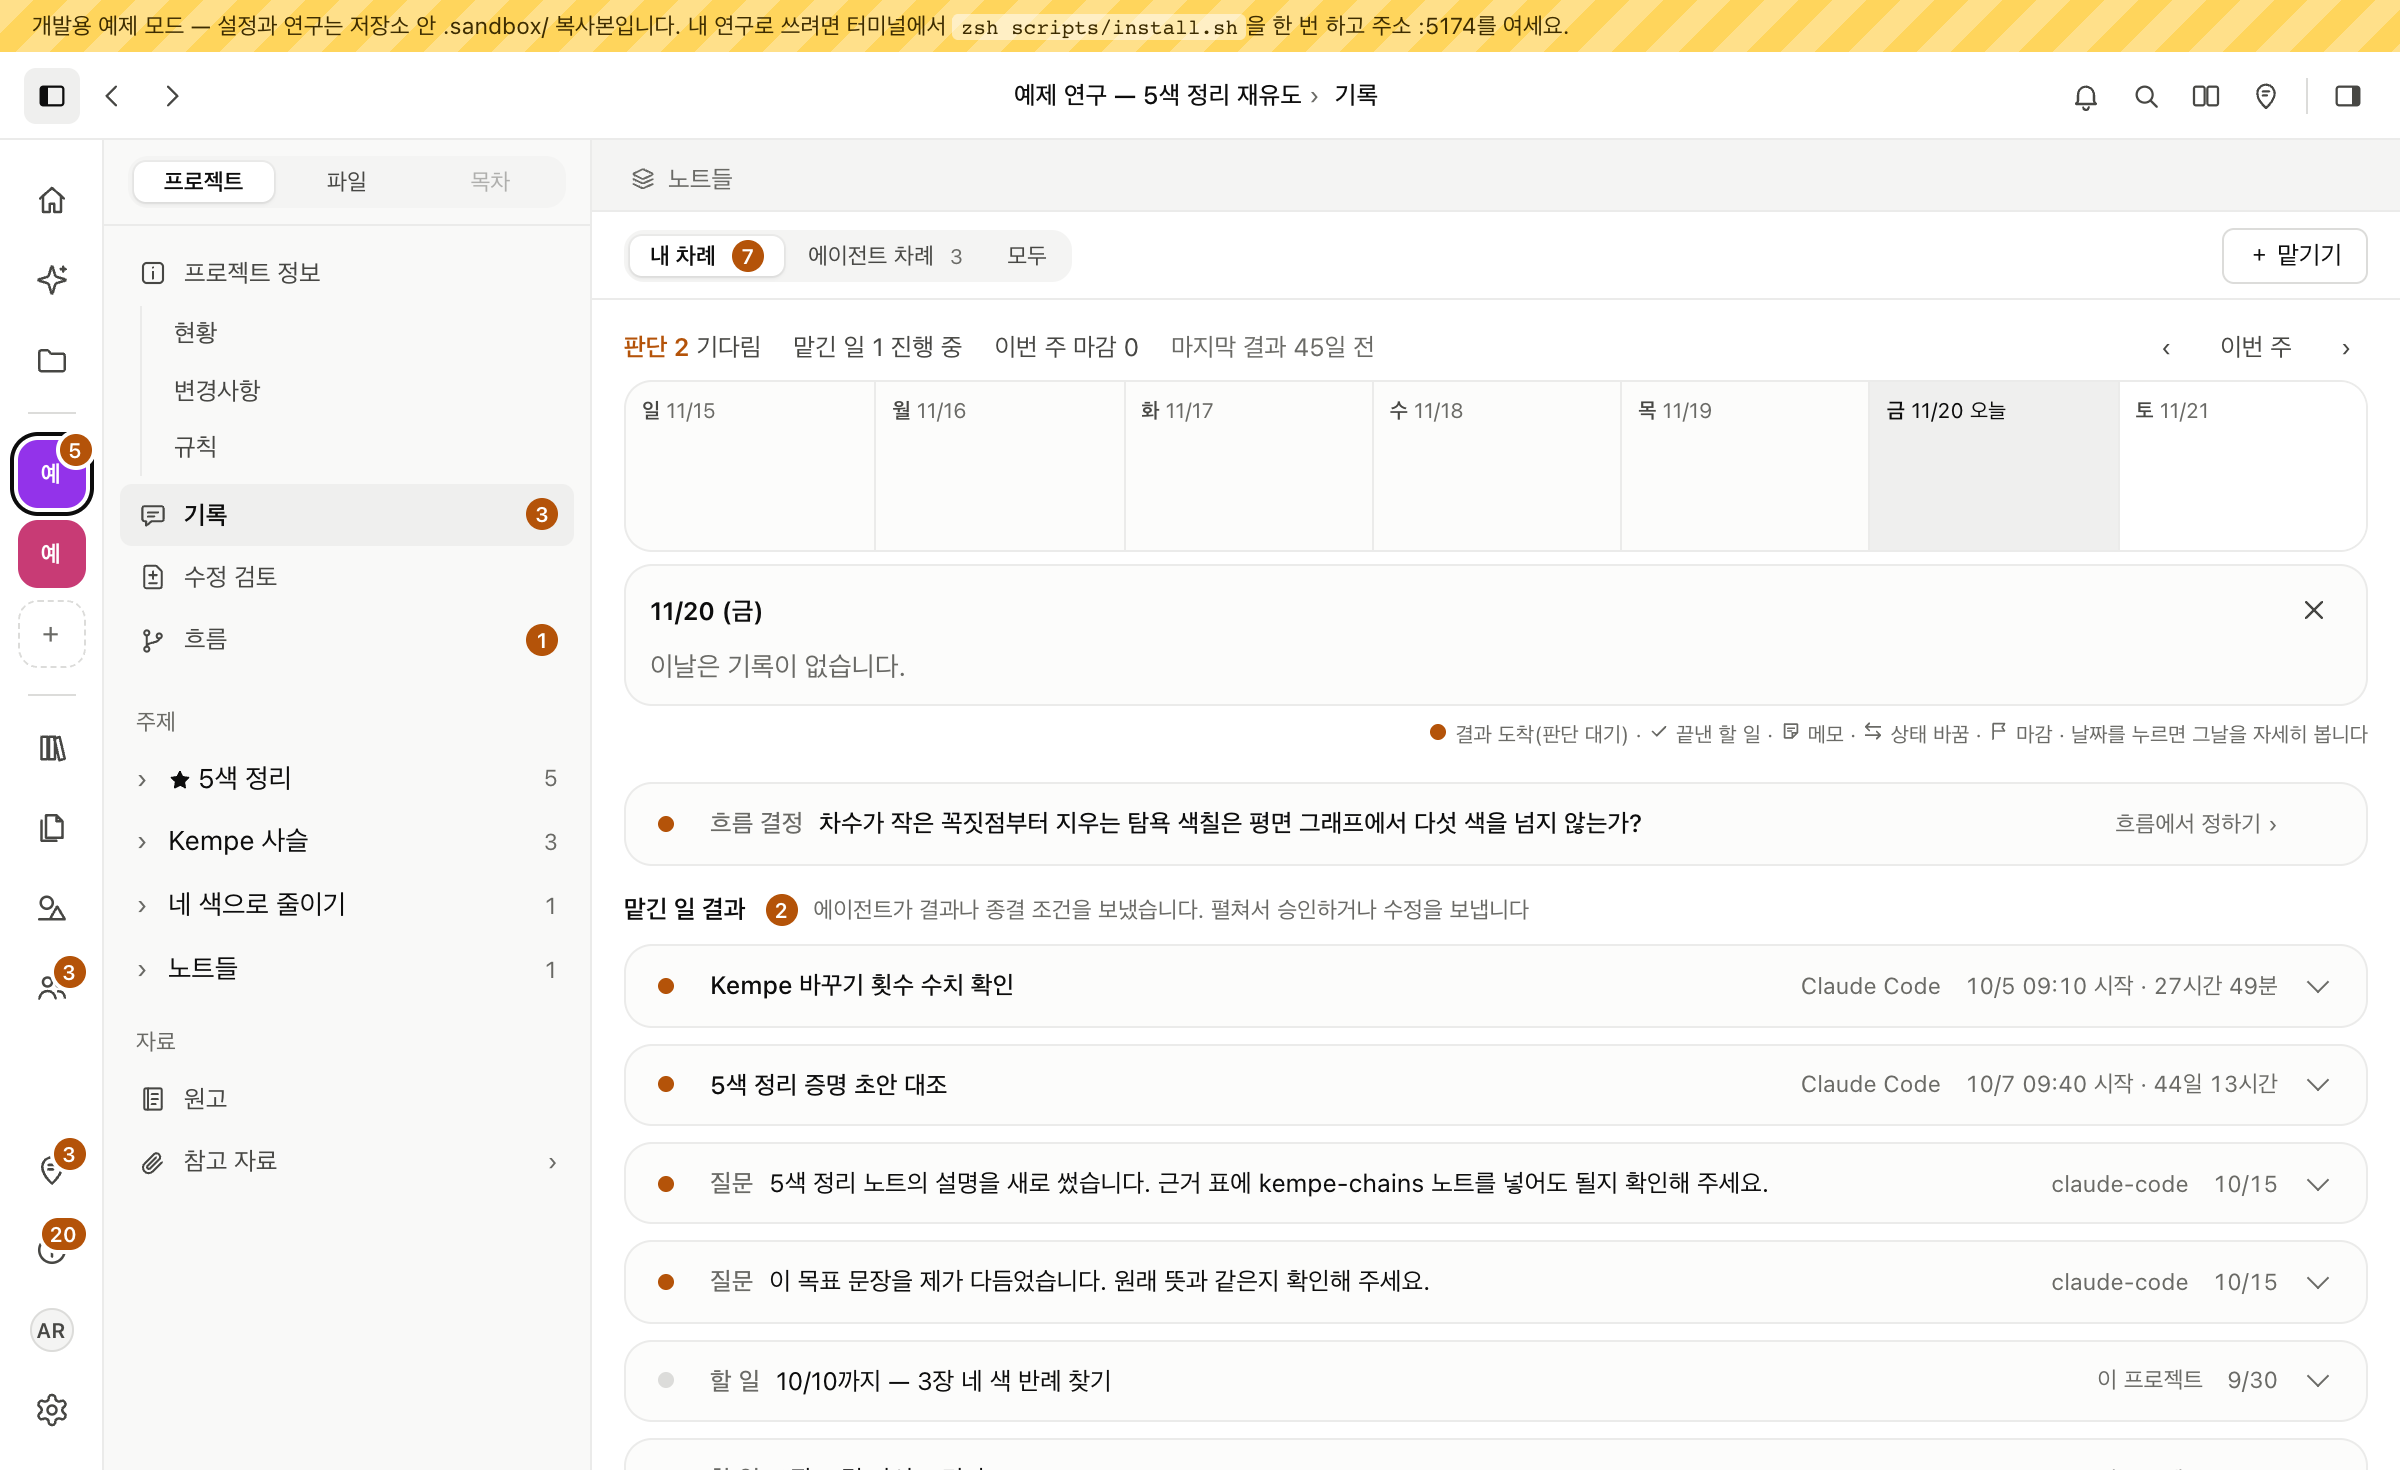 개발용 예제 모드 — 설정과 연구는 저장소 안 .sandbox/ 복사본입니다. 내 연구로 쓰려면 터미널에서 zsh scripts/install.sh을 한 번 하고 주소 :5174를 여세요.
예제 연구 — 5색 정리 재유도 › 기록
프로젝트 파일 목차
노트들
내 차례 7 에이전트 차례 3 모두
+ 맡기기
프로젝트 정보
현황
변경사항
규칙
기록 3
수정 검토
흐름 1
주제
★ 5색 정리 5
Kempe 사슬 3
네 색으로 줄이기 1
노트들 1
자료
원고
참고 자료
예 5
예
+
3
3
20
AR
판단 2 기다림 맡긴 일 1 진행 중 이번 주 마감 0 마지막 결과 45일 전
‹ 이번 주 ›
일 11/15 월 11/16 화 11/17 수 11/18 목 11/19 금 11/20 오늘 토 11/21
11/20 (금)
이날은 기록이 없습니다.
결과 도착(판단 대기) · 끝낸 할 일 · 메모 · 상태 바꿈 · 마감 · 날짜를 누르면 그날을 자세히 봅니다
흐름 결정 차수가 작은 꼭짓점부터 지우는 탐욕 색칠은 평면 그래프에서 다섯 색을 넘지 않는가? 흐름에서 정하기 ›
맡긴 일 결과 2 에이전트가 결과나 종결 조건을 보냈습니다. 펼쳐서 승인하거나 수정을 보냅니다
Kempe 바꾸기 횟수 수치 확인 Claude Code 10/5 09:10 시작 · 27시간 49분
5색 정리 증명 초안 대조 Claude Code 10/7 09:40 시작 · 44일 13시간
질문 5색 정리 노트의 설명을 새로 썼습니다. 근거 표에 kempe-chains 노트를 넣어도 될지 확인해 주세요. claude-code 10/15
질문 이 목표 문장을 제가 다듬었습니다. 원래 뜻과 같은지 확인해 주세요. claude-code 10/15
할 일 10/10까지 — 3장 네 색 반례 찾기 이 프로젝트 9/30